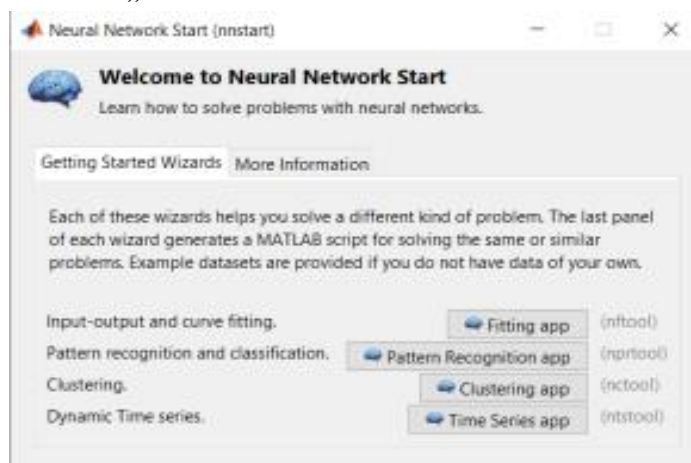 Neural Network Start (nnstart)
Welcome to Neural Network Start
Learn how to solve problems with neural networks.
Getting Started Wizards More Information
Each of these wizards helps you solve a different kind of problem. The last panel
of each wizard generates a MATLAB script for solving the same or similar
problems. Example datasets are provided if you do not have data of your own.
Input-output and curve fitting. Fitting app (nftool)
Pattern recognition and classification. Pattern Recognition app (nprtool)
Clustering. Clustering app (nctool)
Dynamic Time series. Time Series app (ntstool)